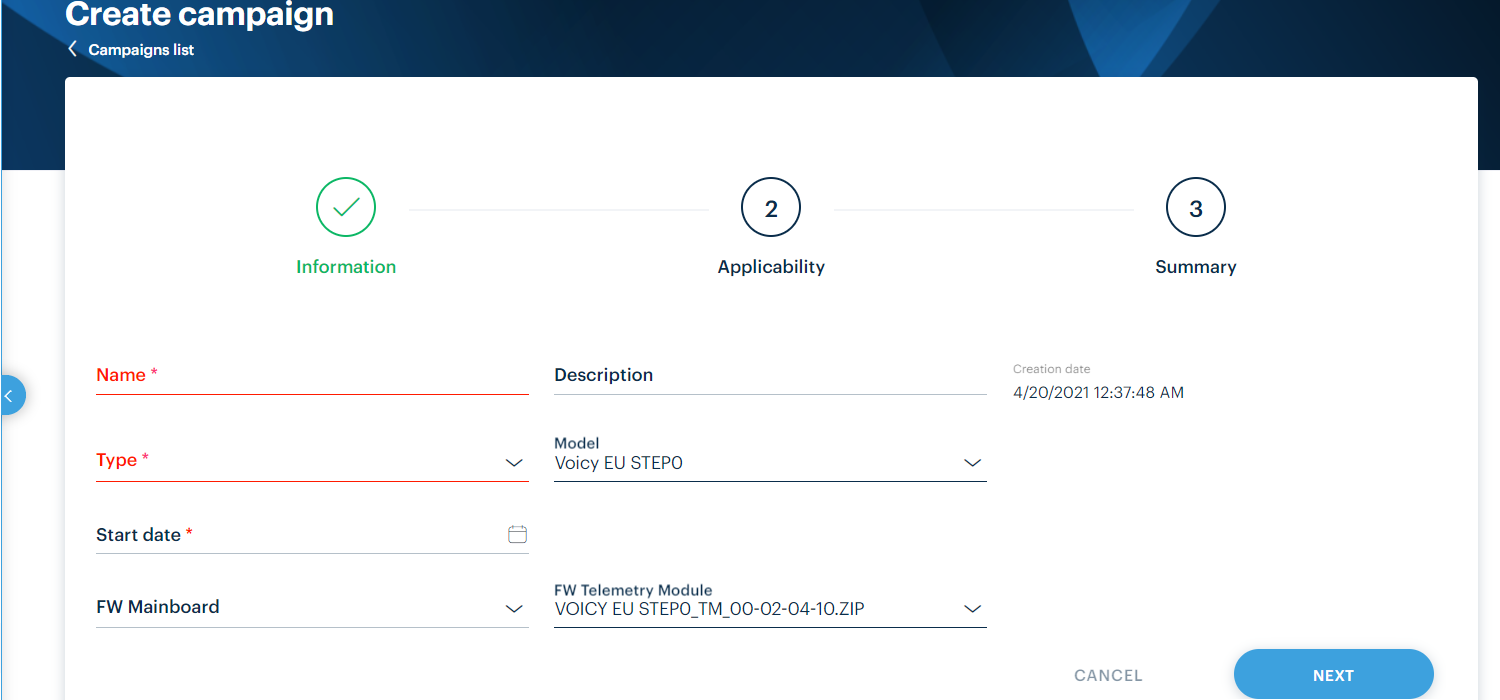 Create campaign
Campaigns list
2
3
Information
Applicability
Summary
Name *
Description
Creation date
4/20/2021 12:37:48 AM
Type *
Model
Voicy EU STEP0
Start date *
FW Mainboard
FW Telemetry Module
VOICY EU STEP0_TM_00-02-04-10.ZIP
CANCEL
NEXT